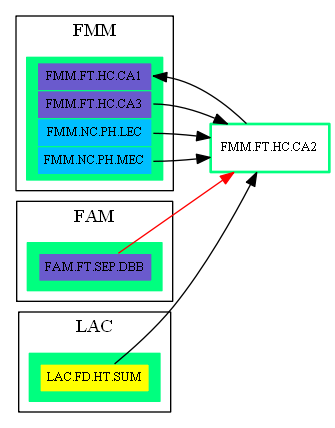 FMM
FMM.FT.HC.CA1
FMM.FT.HC.CA3
FMM.NC.PH.LEC
FMM.NC.PH.MEC
FMM.FT.HC.CA2
FAM
FAM.FT.SEP.DBB
LAC
LAC.FD.HT.SUM